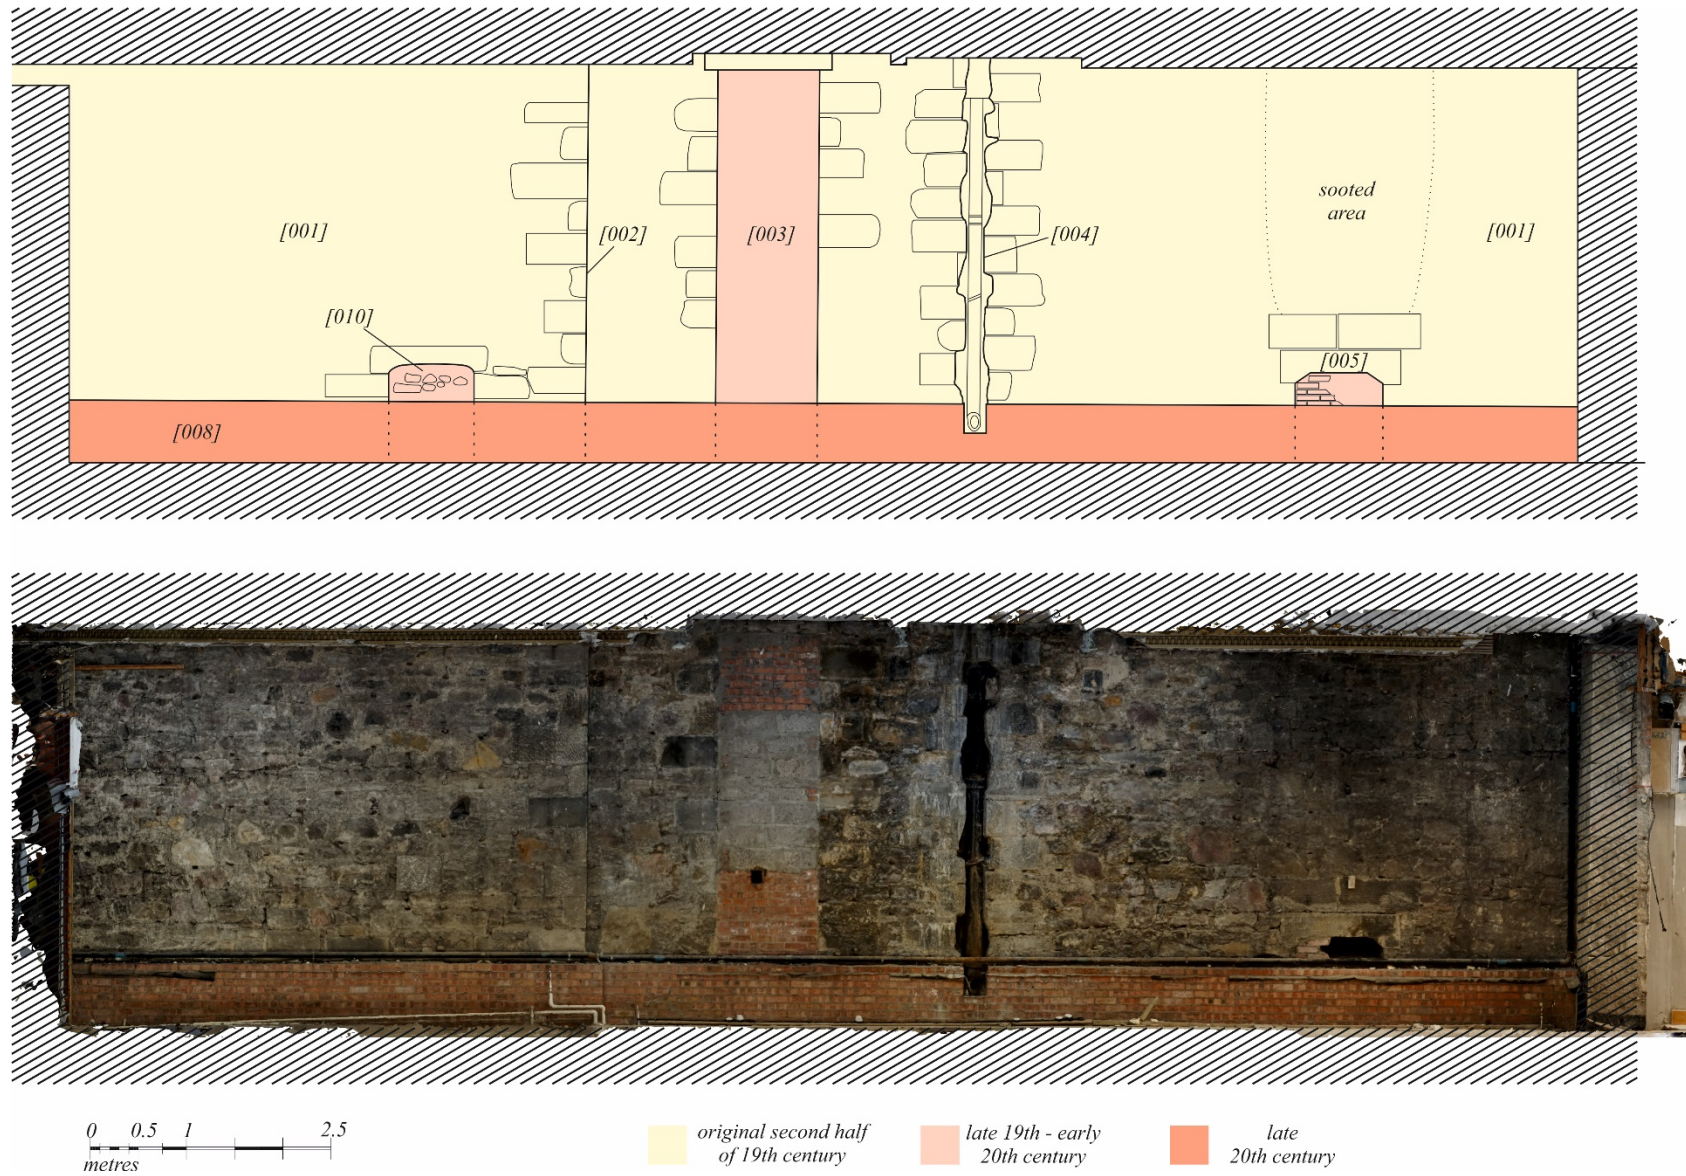 sooted
area
[001]
[002]
[003]
[004]
[001]
[010]
[005]
[008]
0 0.5 1 2.5
metres
original second half
of 19th century
late 19th - early
20th century
late
20th century